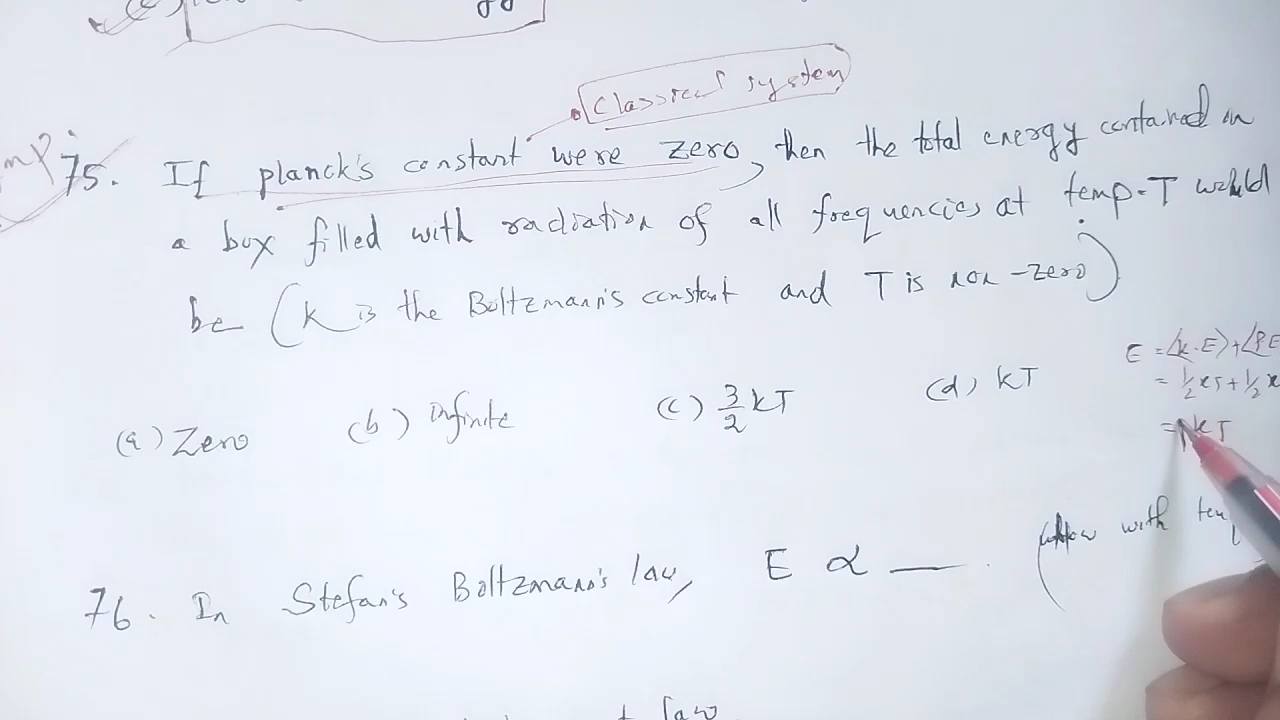 Classical system
75. If planck's constant were zero, then the total energy contained in
a box filled with radiation of all frequencies at temp. T would
be (K is the Boltzmann's constant and T is non-zero)
(a) Zero (b) infinite (c) 3/2 kT (d) kT
E = <k.E> + <PE
= 1/2 kT + 1/2 k
= kT
76. In Stefan's Boltzmann's law, E ∝ __. ( with
law